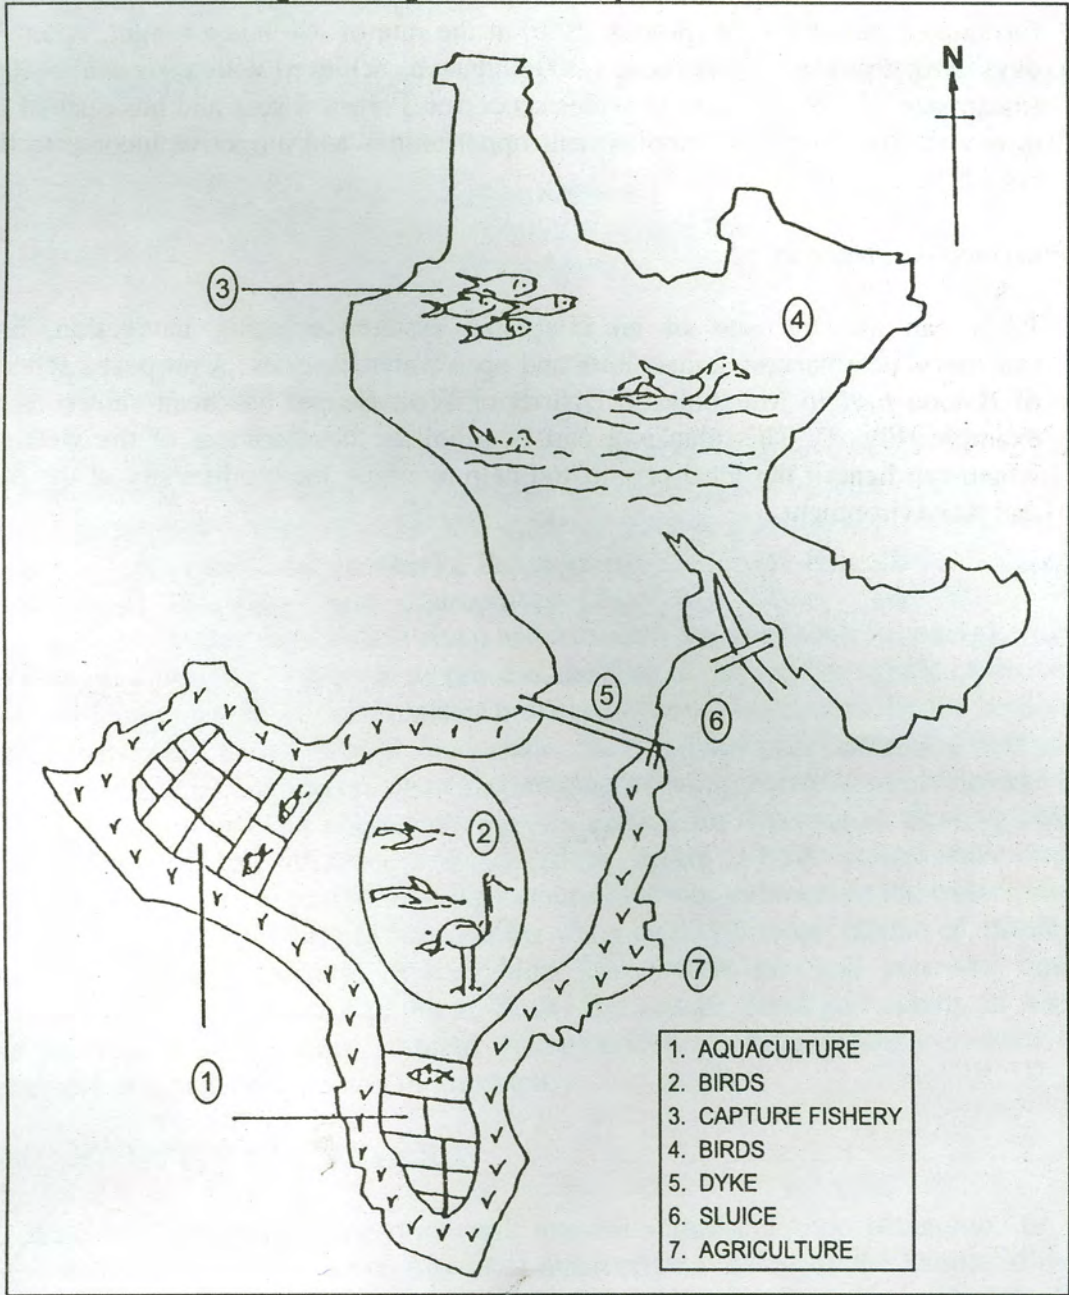 N
3
4
5
6
2
7
1
1. AQUACULTURE
2. BIRDS
3. CAPTURE FISHERY
4. BIRDS
5. DYKE
6. SLUICE
7. AGRICULTURE